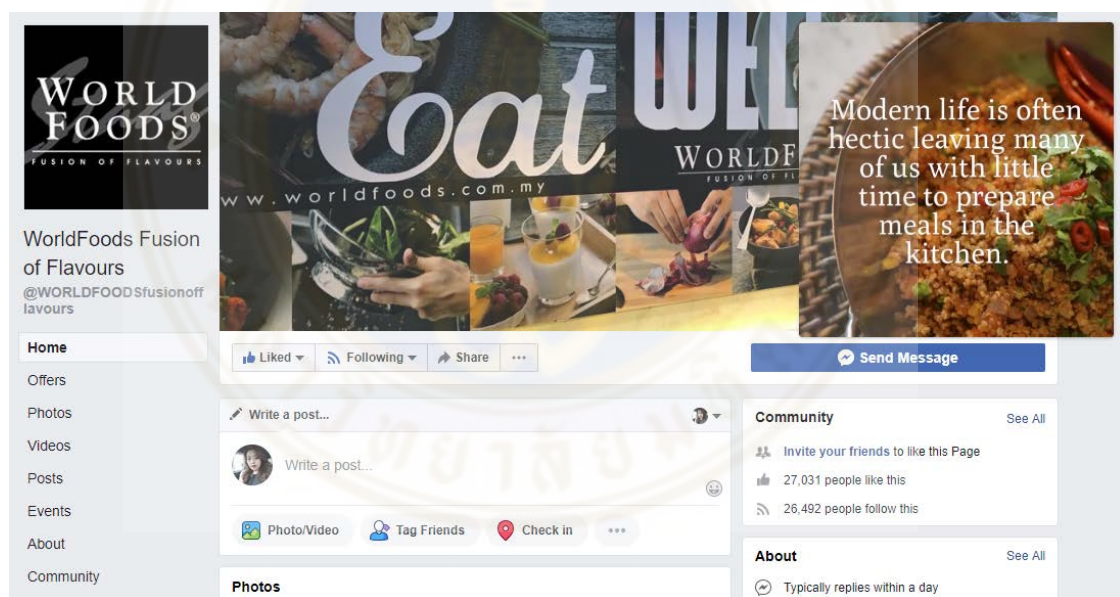 WORLD
FOODS®
FUSION OF FLAVOURS
WorldFoods Fusion
of Flavours
@WORLDFOODSfusionoff
lavours
Home
Offers
Photos
Videos
Posts
Events
About
Community
Eat WELL
WORLDF
FUSION OF FL
www.worldfoods.com.my
Modern life is often
hectic leaving many
of us with little
time to prepare
meals in the
kitchen.
Liked
Following
Share
Send Message
Write a post...
Write a post...
Photo/Video
Tag Friends
Check in
Photos
Community See All
Invite your friends to like this Page
27,031 people like this
26,492 people follow this
About See All
Typically replies within a day